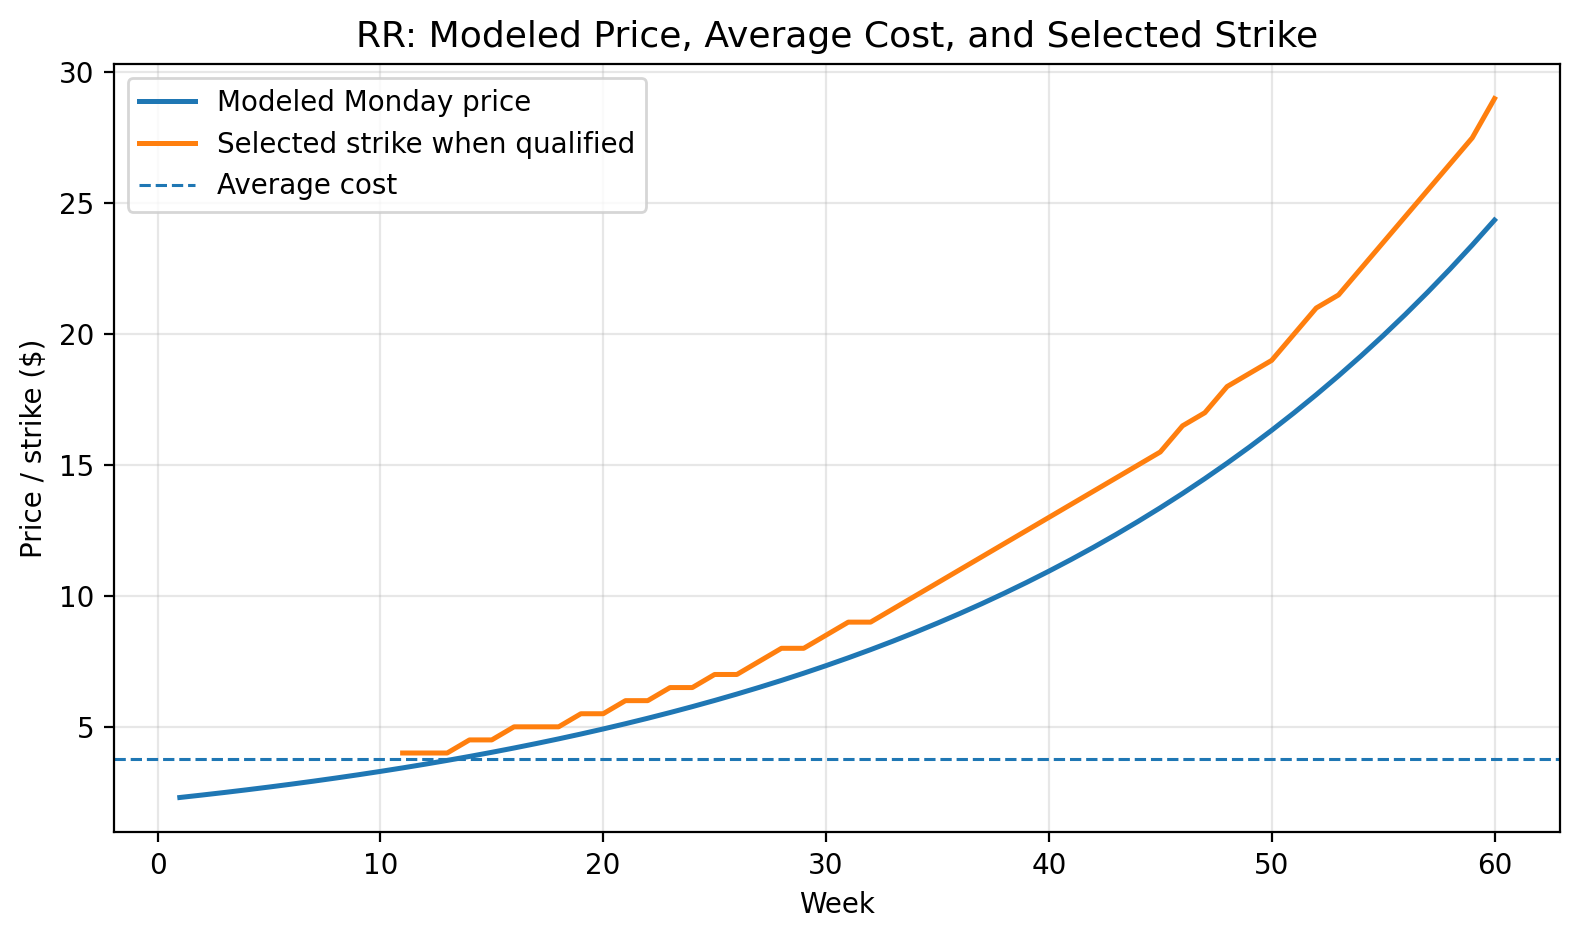 RR: Modeled Price, Average Cost, and Selected Strike
30
25
20
15
10
5
Price / strike ($)
Modeled Monday price
Selected strike when qualified
Average cost
0 10 20 30 40 50 60
Week